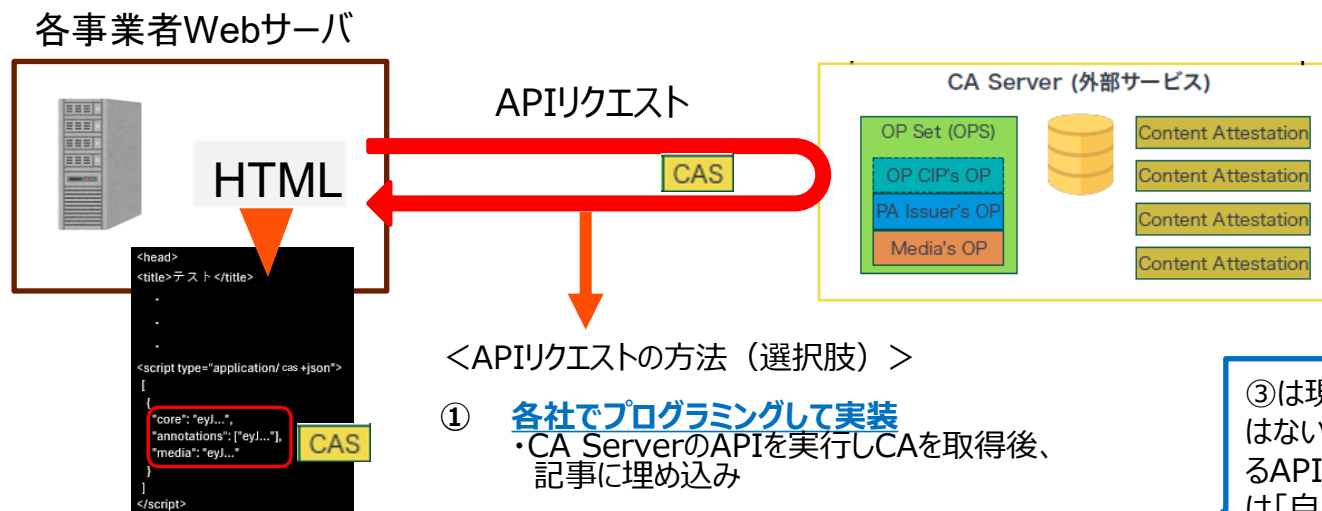 各事業者Webサーバ
HTML
<head>
<title>テスト</title>
・
・
・
<script type="application/ cas +json">
[
{
"core": "eyJ...",
"annotations": ["eyJ..."],
"media": "eyJ..."
}
]
</script>
CAS
APIリクエスト
CAS
CA Server (外部サービス)
OP Set (OPS)
OP CIP's OP
PA Issuer's OP
Media's OP
Content Attestation
Content Attestation
Content Attestation
Content Attestation
＜APIリクエストの方法（選択肢）＞
① 各社でプログラミングして実装
・CA ServerのAPIを実行しCAを取得後、
記事に埋め込み
③は現
はない
るAPI
は「自